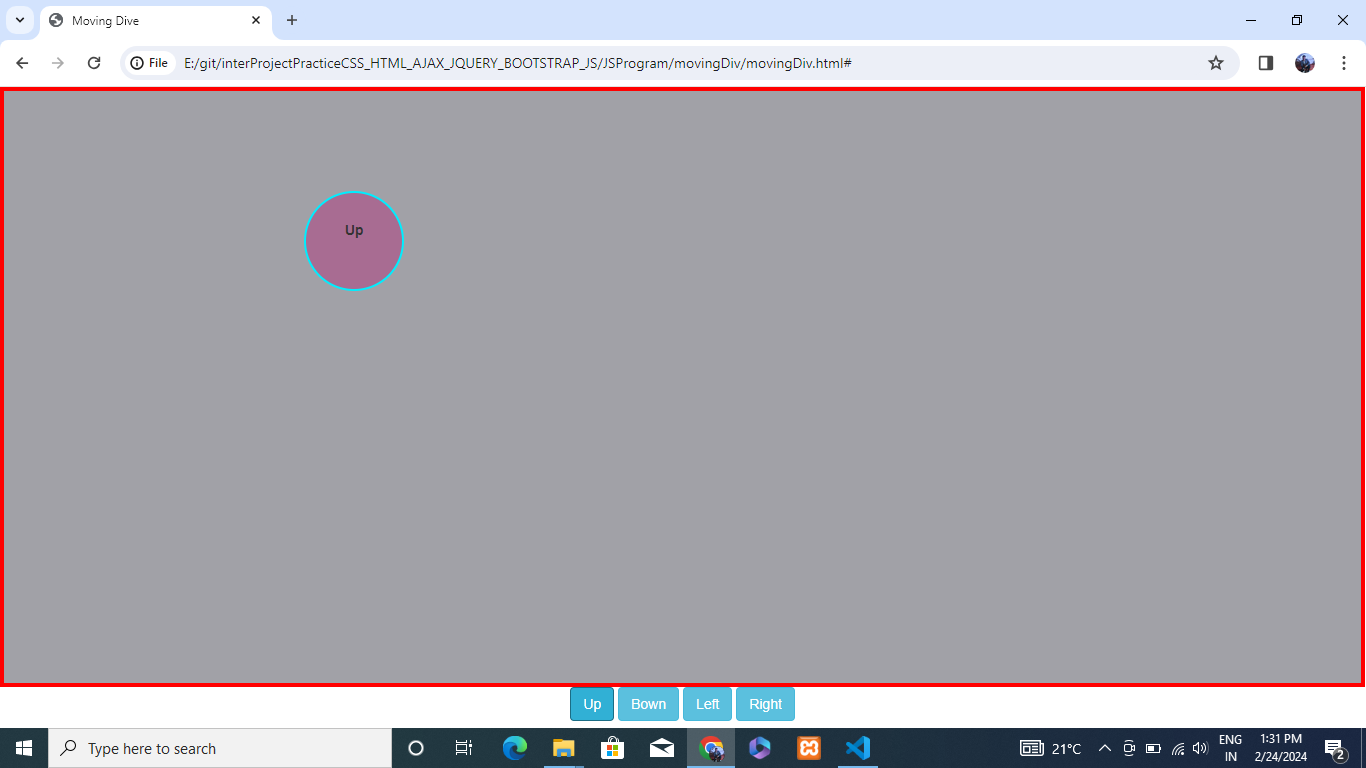 Moving Dive
File E:/git/interProjectPracticeCSS_HTML_AJAX_JQUERY_BOOTSTRAP_JS/JSProgram/movingDiv/movingDiv.html#
Up
Up Bown Left Right
Type here to search 21°C ENG 1:31 PM
IN 2/24/2024 2